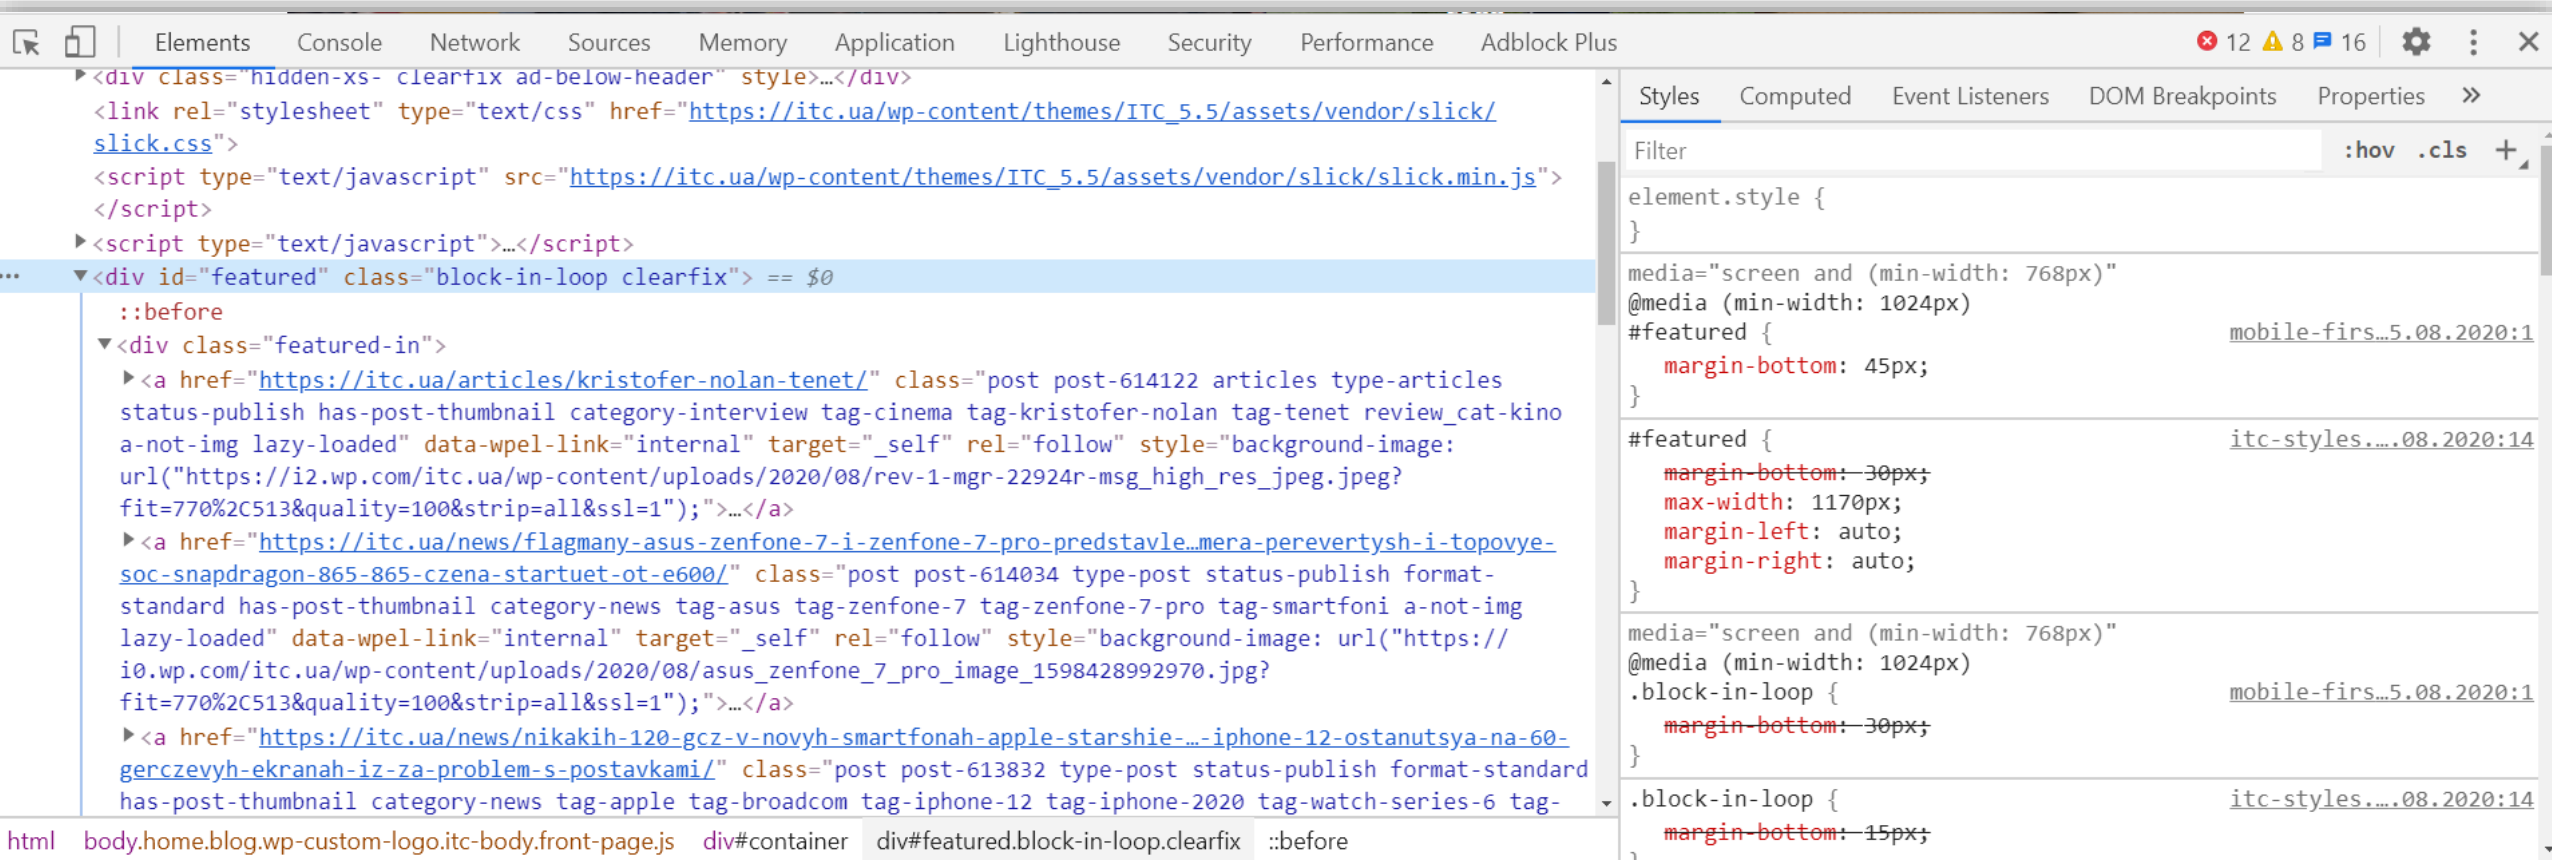 Elements Console Network Sources Memory Application Lighthouse Security Performance Adblock Plus 12 8 16
<div class="hidden-xs- clearfix ad-below-header" style>…</div>
<link rel="stylesheet" type="text/css" href="https://itc.ua/wp-content/themes/ITC_5.5/assets/vendor/slick/
slick.css">
<script type="text/javascript" src="https://itc.ua/wp-content/themes/ITC_5.5/assets/vendor/slick/slick.min.js">
</script>
<script type="text/javascript">…</script>
<div id="featured" class="block-in-loop clearfix"> == $0
::before
<div class="featured-in">
<a href="https://itc.ua/articles/kristofer-nolan-tenet/" class="post post-614122 articles type-articles
status-publish has-post-thumbnail category-interview tag-cinema tag-kristofer-nolan tag-tenet review_cat-kino
a-not-img lazy-loaded" data-wpel-link="internal" target="_self" rel="follow" style="background-image:
url("https://i2.wp.com/itc.ua/wp-content/uploads/2020/08/rev-1-mgr-22924r-msg_high_res_jpeg.jpeg?
fit=770%2C513&quality=100&strip=all&ssl=1");">…</a>
<a href="https://itc.ua/news/flagmany-asus-zenfone-7-i-zenfone-7-pro-predstavle…mera-perevertysh-i-topovye-
soc-snapdragon-865-865-czena-startuet-ot-e600/" class="post post-614034 type-post status-publish format-
standard has-post-thumbnail category-news tag-asus tag-zenfone-7 tag-zenfone-7-pro tag-smartfoni a-not-img
lazy-loaded" data-wpel-link="internal" target="_self" rel="follow" style="background-image: url("https://
i0.wp.com/itc.ua/wp-content/uploads/2020/08/asus_zenfone_7_pro_image_1598428992970.jpg?
fit=770%2C513&quality=100&strip=all&ssl=1");">…</a>
<a href="https://itc.ua/news/nikakih-120-gcz-v-novyh-smartfonah-apple-starshie-…-iphone-12-ostanutsya-na-60-
gerczevyh-ekranah-iz-za-problem-s-postavkami/" class="post post-613832 type-post status-publish format-standard
has-post-thumbnail category-news tag-apple tag-broadcom tag-iphone-12 tag-iphone-2020 tag-watch-series-6 tag-
html body.home.blog.wp-custom-logo.itc-body.front-page.js div#container div#featured.block-in-loop.clearfix ::before
Styles Computed Event Listeners DOM Breakpoints Properties »
Filter :hov .cls +
element.style {
}
media="screen and (min-width: 768px)"
@media (min-width: 1024px)
#featured { mobile-firs…5.08.2020:1
margin-bottom: 45px;
}
#featured { itc-styles.….08.2020:14
margin-bottom: 30px;
max-width: 1170px;
margin-left: auto;
margin-right: auto;
}
media="screen and (min-width: 768px)"
@media (min-width: 1024px)
.block-in-loop { mobile-firs…5.08.2020:1
margin-bottom: 30px;
}
.block-in-loop { itc-styles.….08.2020:14
margin-bottom: 15px;
}